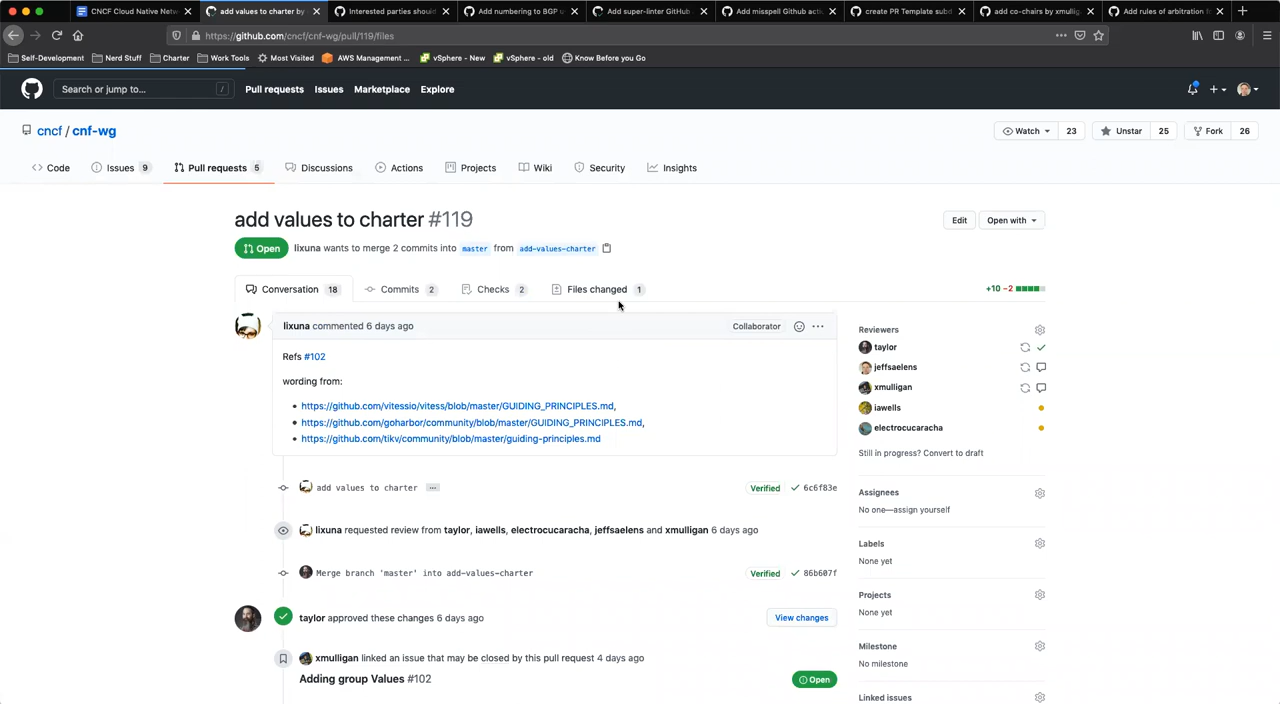 CNCF Cloud Native Netw
add values to charter by
Interested parties shoul
Add numbering to BGP u
Add super-linter GitHub
Add misspell Github acti
create PR Template subd
add co-chairs by xmullig
Add rules of arbitration fr
https://github.com/cncf/cnf-wg/pull/119/files
Self-Development
Nerd Stuff
Charter
Work Tools
Most Visited
AWS Management ...
vSphere - New
vSphere - old
Know Before you Go
Search or jump to...
/
Pull requests
Issues
Marketplace
Explore
cncf / cnf-wg
Watch 23
Unstar 25
Fork 26
Code
Issues 9
Pull requests 5
Discussions
Actions
Projects
Wiki
Security
Insights
add values to charter #119
Edit
Open with
Open
lixuna wants to merge 2 commits into master from add-values-charter
Conversation 18
Commits 2
Checks 2
Files changed 1
+10 −2
lixuna commented 6 days ago
Collaborator
Refs #102
wording from:
https://github.com/vitessio/vitess/blob/master/GUIDING_PRINCIPLES.md,
https://github.com/goharbor/community/blob/master/GUIDING_PRINCIPLES.md,
https://github.com/tikv/community/blob/master/guiding-principles.md
add values to charter ...
Verified 6c6f83e
lixuna requested review from taylor, iawells, electrocucaracha, jeffsaelens and xmulligan 6 days ago
Merge branch 'master' into add-values-charter
Verified 86b607f
taylor approved these changes 6 days ago
View changes
xmulligan linked an issue that may be closed by this pull request 4 days ago
Adding group Values #102
Open
Reviewers
taylor
jeffsaelens
xmulligan
iawells
electrocucaracha
Still in progress? Convert to draft
Assignees
No one—assign yourself
Labels
None yet
Projects
None yet
Milestone
No milestone
Linked issues